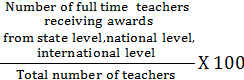 Number of full time teachers
receiving awards
from state level,national level,
international level
X 100
Total number of teachers